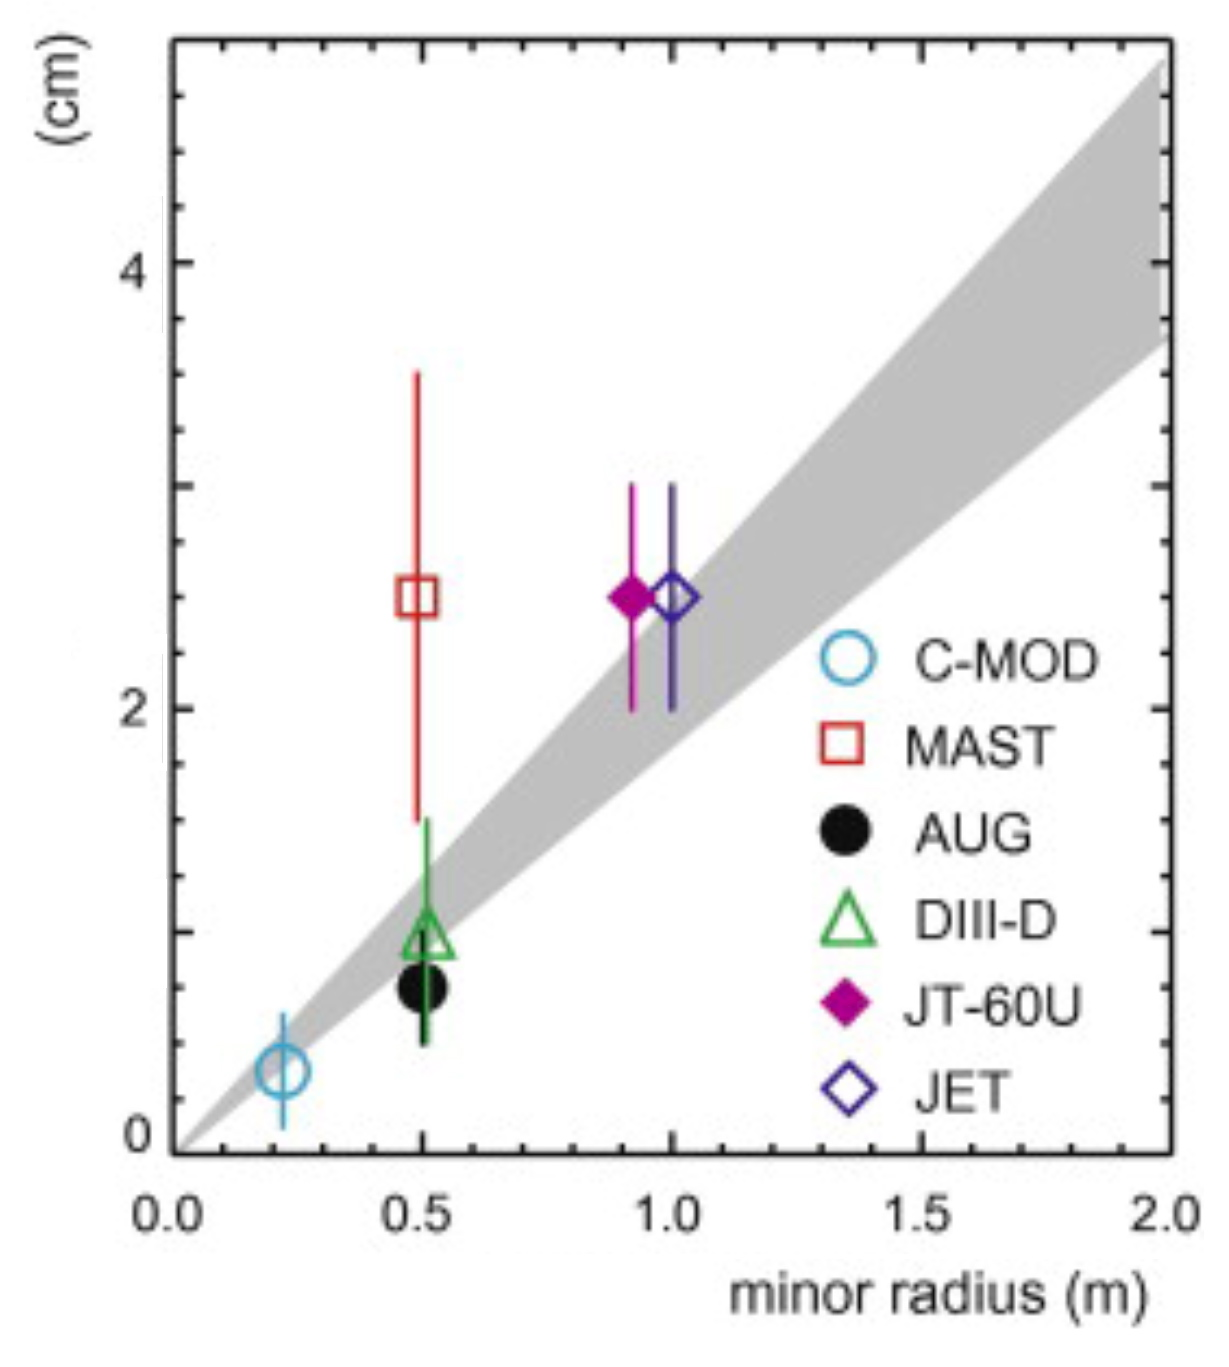 (cm)
4
2
0
0.0 0.5 1.0 1.5 2.0
minor radius (m)
C-MOD
MAST
AUG
DIII-D
JT-60U
JET